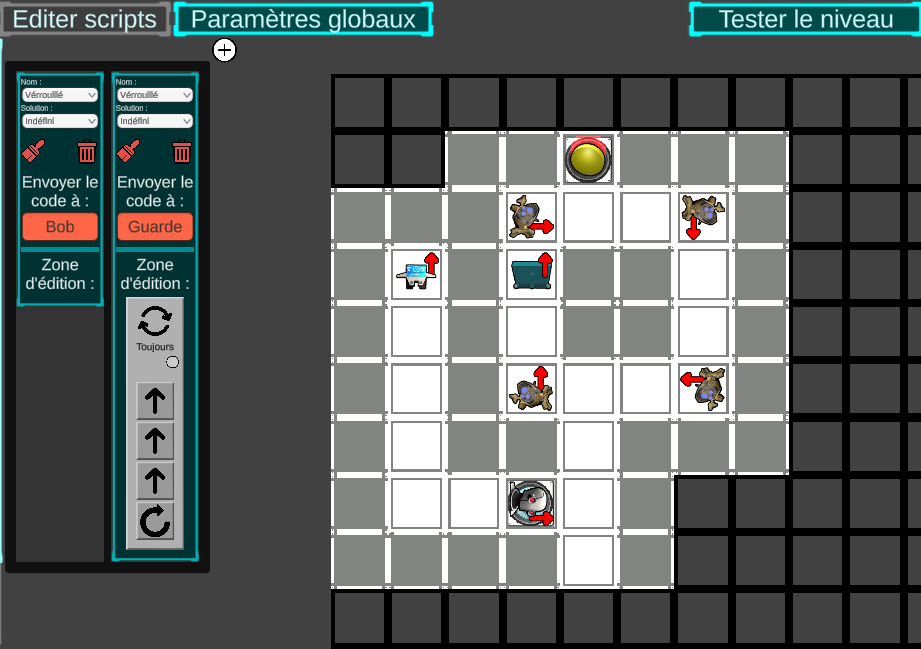 Editer scripts
Paramètres globaux
Tester le niveau
Nom :
Vérrouillé
Solution :
Indéfini
Envoyer le
code à :
Bob
Zone
d'édition :
Nom :
Vérrouillé
Solution :
Indéfini
Envoyer le
code à :
Guarde
Zone
d'édition :
Toujours